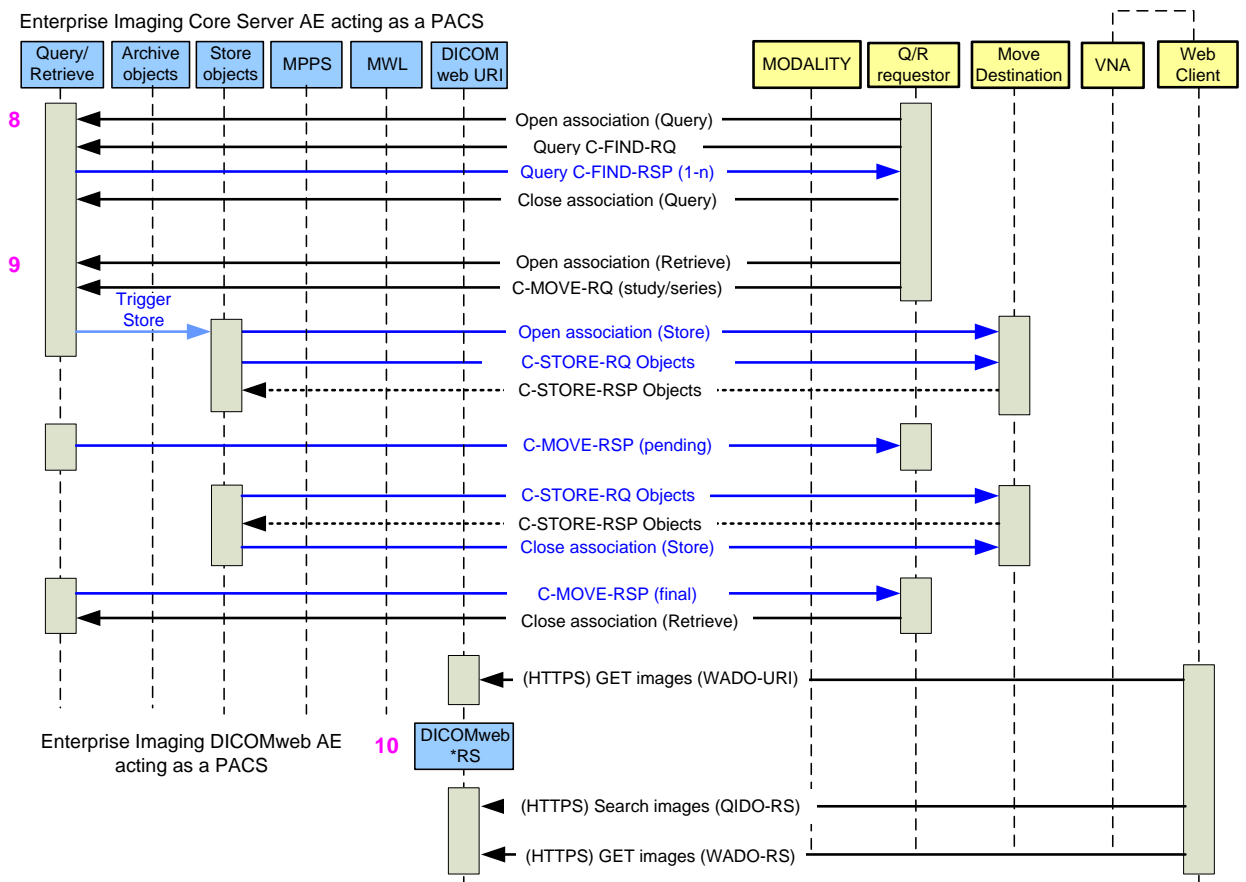 Enterprise Imaging Core Server AE acting as a PACS
Query/
Retrieve
Archive
objects
Store
objects
MPPS
MWL
DICOM
web URI
MODALITY
Q/R
requestor
Move
Destination
VNA
Web
Client
8
Open association (Query)
Query C-FIND-RQ
Query C-FIND-RSP (1-n)
Close association (Query)
9
Open association (Retrieve)
C-MOVE-RQ (study/series)
Trigger
Store
Open association (Store)
C-STORE-RQ Objects
C-STORE-RSP Objects
C-MOVE-RSP (pending)
C-STORE-RQ Objects
C-STORE-RSP Objects
Close association (Store)
C-MOVE-RSP (final)
Close association (Retrieve)
(HTTPS) GET images (WADO-URI)
Enterprise Imaging DICOMweb AE
acting as a PACS
10
DICOMweb
*RS
(HTTPS) Search images (QIDO-RS)
(HTTPS) GET images (WADO-RS)